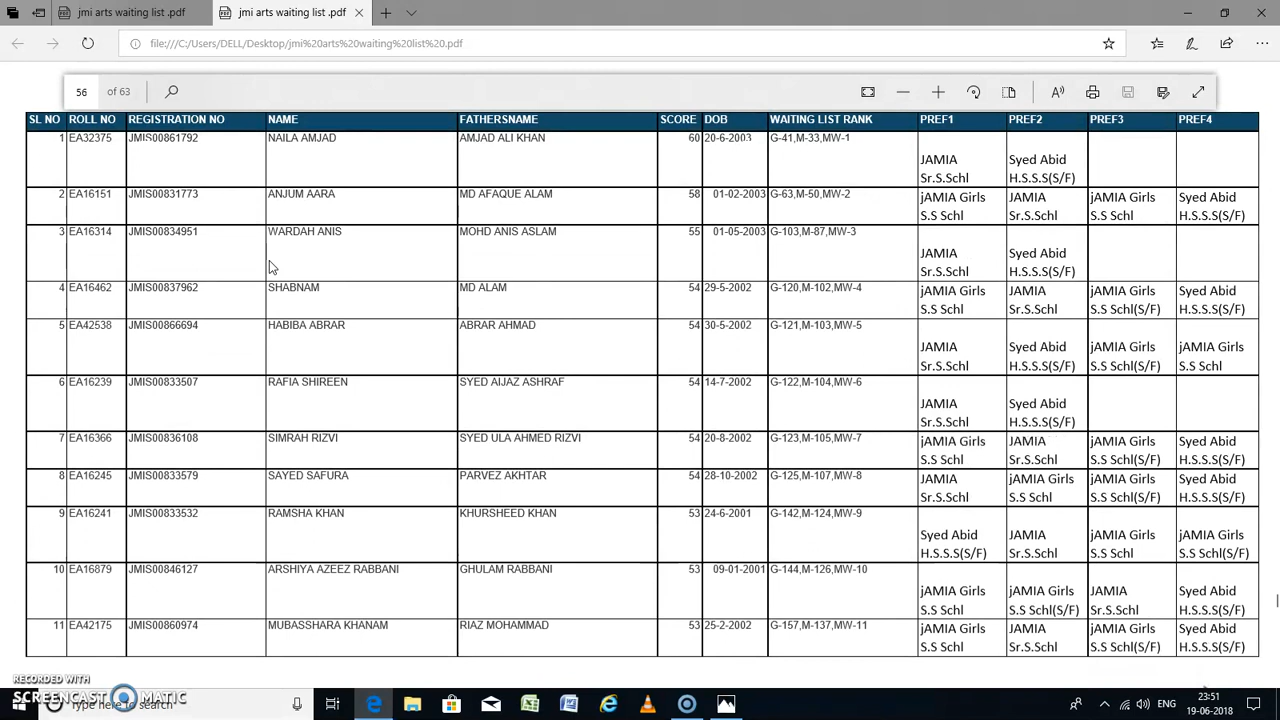 jmi arts waiting list .pdf
jmi arts waiting list .pdf
file:///C:/Users/DELL/Desktop/jmi%20arts%20waiting%20list%20.pdf
56 of 63
SL NO ROLL NO REGISTRATION NO NAME FATHERSNAME SCORE DOB WAITING LIST RANK PREF1 PREF2 PREF3 PREF4
1 EA32375 JMIS00861792 NAILA AMJAD AMJAD ALI KHAN 60 20-6-2003 G-41,M-33,MW-1
JAMIA Syed Abid
Sr.S.Schl H.S.S.S(S/F)
2 EA16151 JMIS00831773 ANJUM AARA MD AFAQUE ALAM 58 01-02-2003 G-63,M-50,MW-2 jAMIA Girls JAMIA jAMIA Girls Syed Abid
S.S Schl Sr.S.Schl S.S Schl(S/F) H.S.S.S(S/F)
3 EA16314 JMIS00834951 WARDAH ANIS MOHD ANIS ASLAM 55 01-05-2003 G-103,M-87,MW-3
JAMIA Syed Abid
Sr.S.Schl H.S.S.S(S/F)
4 EA16462 JMIS00837962 SHABNAM MD ALAM 54 29-5-2002 G-120,M-102,MW-4 jAMIA Girls JAMIA jAMIA Girls Syed Abid
S.S Schl Sr.S.Schl S.S Schl(S/F) H.S.S.S(S/F)
5 EA42538 JMIS00866694 HABIBA ABRAR ABRAR AHMAD 54 30-5-2002 G-121,M-103,MW-5
JAMIA Syed Abid jAMIA Girls jAMIA Girls
Sr.S.Schl H.S.S.S(S/F) S.S Schl(S/F) S.S Schl
6 EA16239 JMIS00833507 RAFIA SHIREEN SYED AIJAZ ASHRAF 54 14-7-2002 G-122,M-104,MW-6
JAMIA Syed Abid
Sr.S.Schl H.S.S.S(S/F)
7 EA16366 JMIS00836108 SIMRAH RIZVI SYED ULA AHMED RIZVI 54 20-8-2002 G-123,M-105,MW-7 jAMIA Girls JAMIA jAMIA Girls Syed Abid
S.S Schl Sr.S.Schl S.S Schl(S/F) H.S.S.S(S/F)
8 EA16245 JMIS00833579 SAYED SAFURA PARVEZ AKHTAR 54 28-10-2002 G-125,M-107,MW-8 JAMIA jAMIA Girls jAMIA Girls Syed Abid
Sr.S.Schl S.S Schl S.S Schl(S/F) H.S.S.S(S/F)
9 EA16241 JMIS00833532 RAMSHA KHAN KHURSHEED KHAN 53 24-6-2001 G-142,M-124,MW-9
Syed Abid JAMIA jAMIA Girls jAMIA Girls
H.S.S.S(S/F) Sr.S.Schl S.S Schl S.S Schl(S/F)
10 EA16879 JMIS00846127 ARSHIYA AZEEZ RABBANI GHULAM RABBANI 53 09-01-2001 G-144,M-126,MW-10
jAMIA Girls jAMIA Girls JAMIA Syed Abid
S.S Schl S.S Schl(S/F) Sr.S.Schl H.S.S.S(S/F)
11 EA42175 JMIS00860974 MUBASSHARA KHANAM RIAZ MOHAMMAD 53 25-2-2002 G-157,M-137,MW-11 jAMIA Girls JAMIA jAMIA Girls Syed Abid
S.S Schl Sr.S.Schl S.S Schl(S/F) H.S.S.S(S/F)
RECORDED WITH
SCREENCAST MATIC
Type here to search
ENG
23:51
19-06-2018